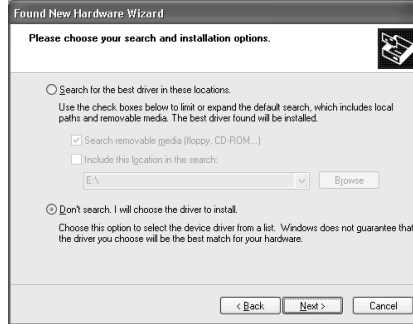 Found New Hardware Wizard
Please choose your search and installation options.
Search for the best driver in these locations.
Use the check boxes below to limit or expand the default search, which includes local
paths and removable media. The best driver found will be installed.
Search removable media (floppy, CD-ROM...)
Include this location in the search:
E:\
Browse
Don't search. I will choose the driver to install.
Choose this option to select the device driver from a list. Windows does not guarantee that
the driver you choose will be the best match for your hardware.
< Back
Next >
Cancel